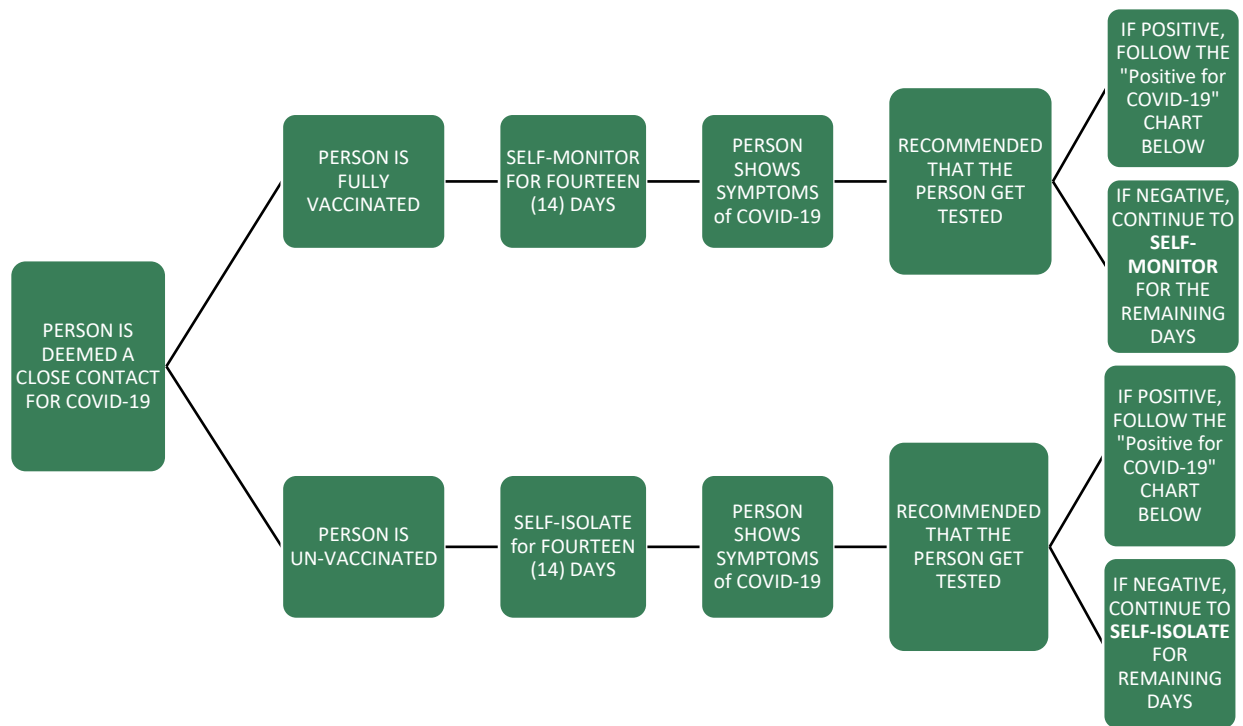 PERSON IS
DEEMED A
CLOSE CONTACT
FOR COVID-19
PERSON IS
FULLY
VACCINATED
SELF-MONITOR
FOR FOURTEEN
(14) DAYS
PERSON
SHOWS
SYMPTOMS
of COVID-19
RECOMMENDED
THAT THE
PERSON GET
TESTED
IF POSITIVE,
FOLLOW THE
"Positive for
COVID-19"
CHART
BELOW
IF NEGATIVE,
CONTINUE TO
SELF-
MONITOR
FOR THE
REMAINING
DAYS
PERSON IS
UN-VACCINATED
SELF-ISOLATE
for FOURTEEN
(14) DAYS
PERSON
SHOWS
SYMPTOMS
of COVID-19
RECOMMENDED
THAT THE
PERSON GET
TESTED
IF POSITIVE,
FOLLOW THE
"Positive for
COVID-19"
CHART
BELOW
IF NEGATIVE,
CONTINUE TO
SELF-ISOLATE
FOR
REMAINING
DAYS